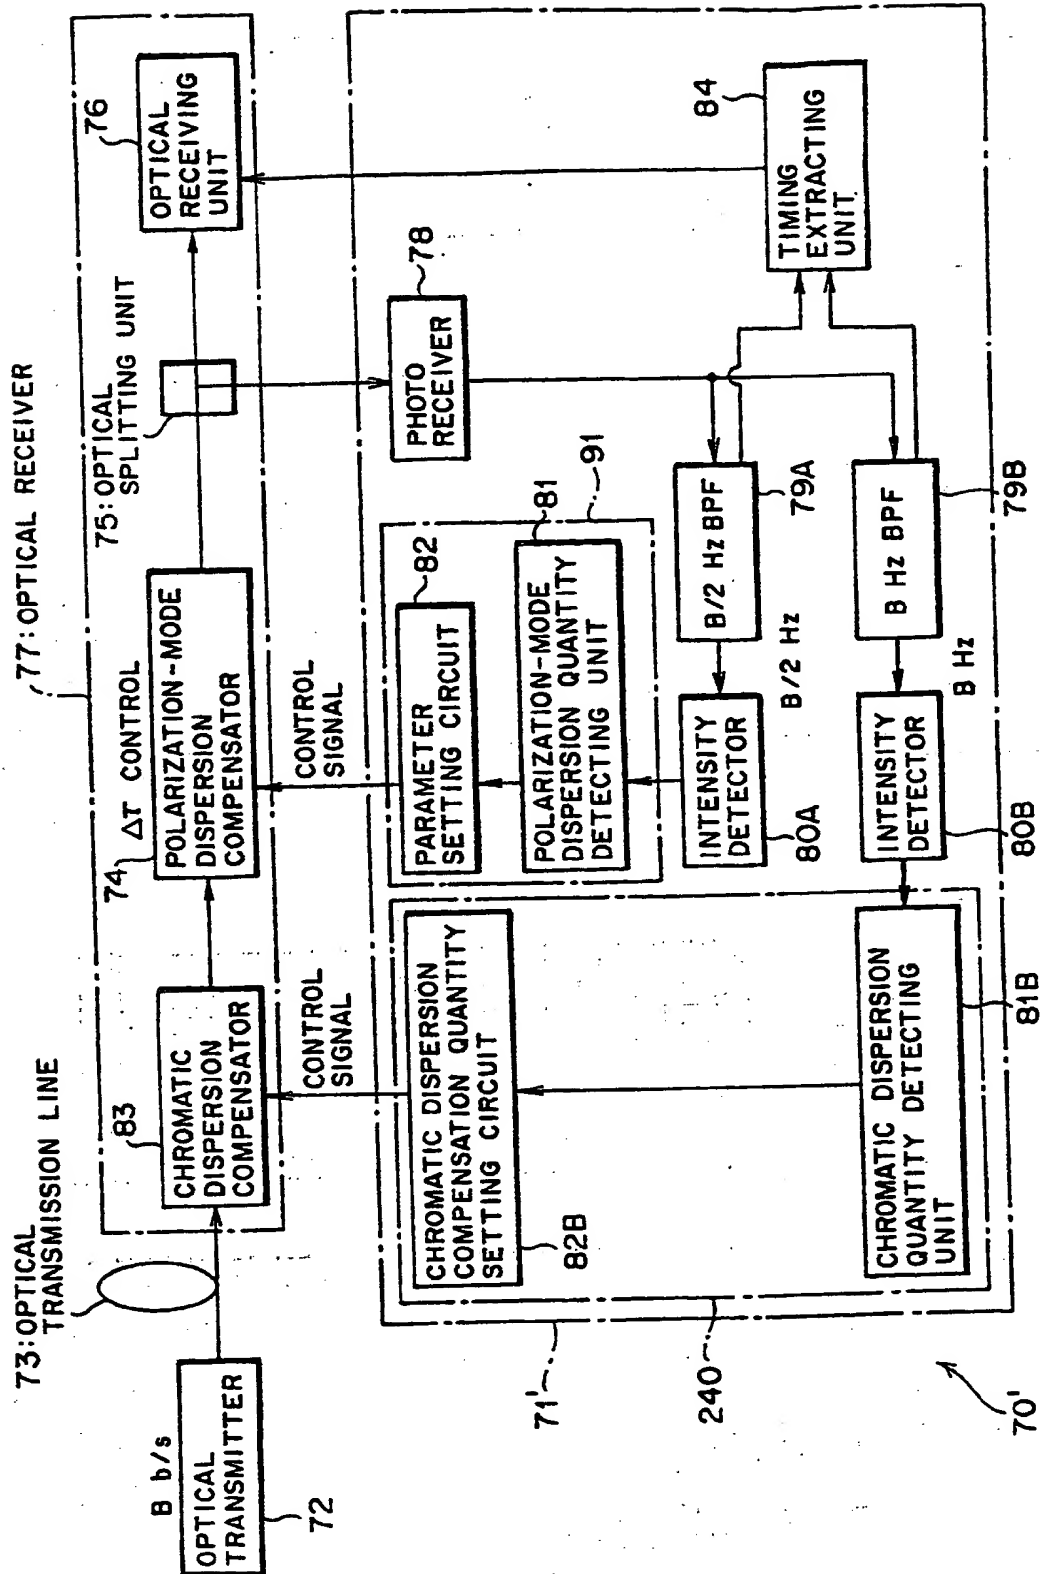 77:OPTICAL RECEIVER
73:OPTICAL
TRANSMISSION LINE
75:OPTICAL
SPLITTING UNIT
B b/s
OPTICAL
TRANSMITTER
72
83
CHROMATIC
DISPERSION
COMPENSATOR
74
Δτ CONTROL
POLARIZATION-MODE
DISPERSION
COMPENSATOR
76
OPTICAL
RECEIVING
UNIT
CONTROL
SIGNAL
CONTROL
SIGNAL
CHROMATIC DISPERSION
COMPENSATION QUANTITY
SETTING CIRCUIT
82B
PARAMETER
SETTING CIRCUIT
82
POLARIZATION-MODE
DISPERSION QUANTITY
DETECTING UNIT
81
91
PHOTO
RECEIVER
78
TIMING
EXTRACTING
UNIT.
84
INTENSITY
DETECTOR
80A
B/2 Hz
B/2 Hz BPF
79A
CHROMATIC DISPERSION
QUANTITY DETECTING
UNIT
81B
INTENSITY
DETECTOR
80B
B Hz
B Hz BPF
79B
71'
240
70'